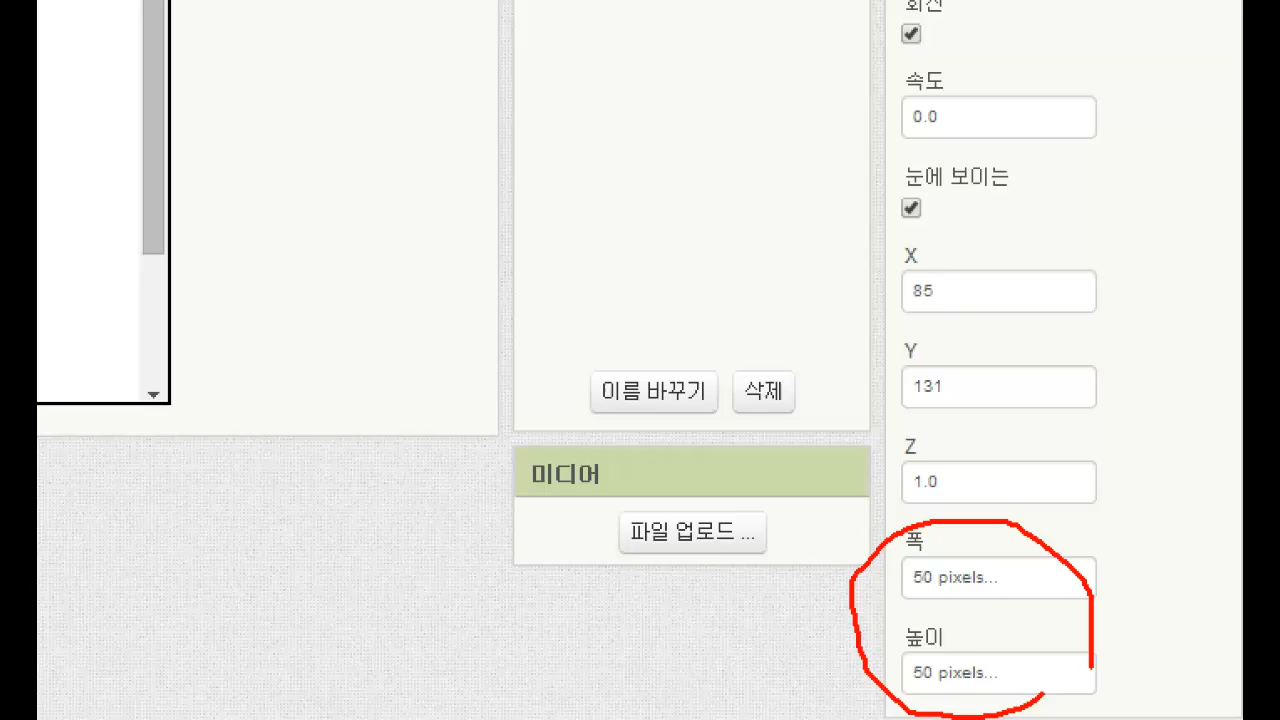 회전
속도
0.0
눈에 보이는
X
85
Y
131
이름 바꾸기
삭제
Z
1.0
미디어
파일 업로드 ...
폭
50 pixels...
높이
50 pixels...